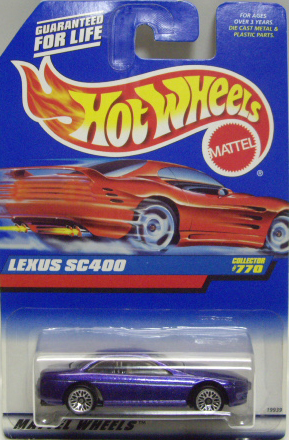 GUARANTEED
FOR LIFE
FOR AGES
OVER 3 YEARS
DIE CAST METAL &
PLASTIC PARTS.
HOT WHEELS
MATTEL
®
LEXUS SC400
COLLECTOR
#770
MATTEL WHEELS™